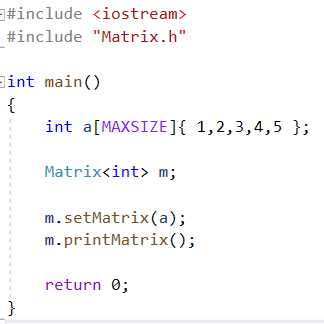 #include <iostream>
#include "Matrix.h"
int main()
{
int a[MAXSIZE]{ 1,2,3,4,5 };
Matrix<int> m;
m.setMatrix(a);
m.printMatrix();
return 0;
}